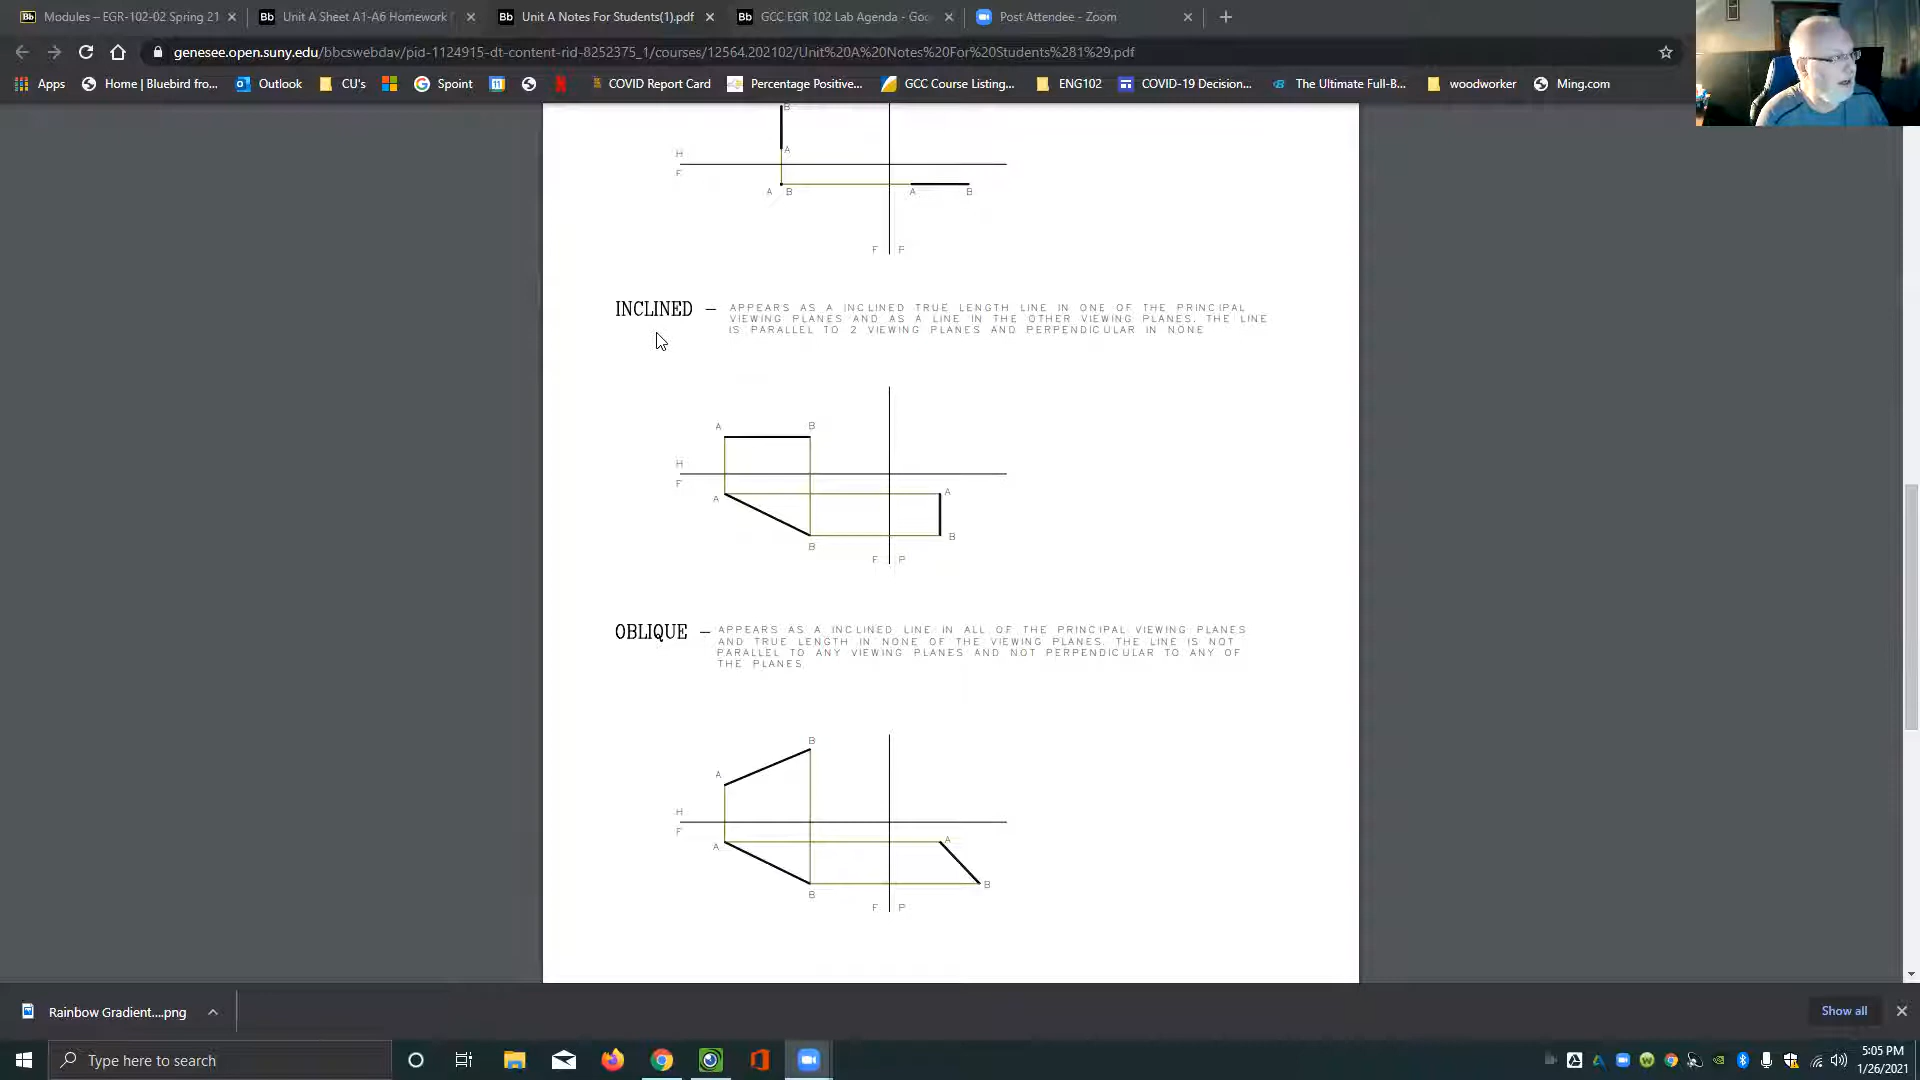 Modules – EGR-102-02 Spring 21
Unit A Sheet A1-A6 Homework
Unit A Notes For Students(1).pdf
GCC EGR 102 Lab Agenda - Goo
Post Attendee - Zoom
genesee.open.suny.edu/bbcswebdav/pid-1124915-dt-content-rid-8252375_1/courses/12564.202102/Unit%20A%20Notes%20For%20Students%281%29.pdf
Apps
Home | Bluebird fro...
Outlook
CU's
Spoint
COVID Report Card
Percentage Positive...
GCC Course Listing...
ENG102
COVID-19 Decision...
The Ultimate Full-B...
woodworker
Ming.com
B
A
H
F
A B A B
F P
INCLINED – APPEARS AS A INCLINED TRUE LENGTH LINE IN ONE OF THE PRINCIPAL
VIEWING PLANES AND AS A LINE IN THE OTHER VIEWING PLANES. THE LINE
IS PARALLEL TO 2 VIEWING PLANES AND PERPENDICULAR IN NONE
A B
H
F
A A
B B
F P
OBLIQUE – APPEARS AS A INCLINED LINE IN ALL OF THE PRINCIPAL VIEWING PLANES
AND TRUE LENGTH IN NONE OF THE VIEWING PLANES. THE LINE IS NOT
PARALLEL TO ANY VIEWING PLANES AND NOT PERPENDICULAR TO ANY OF
THE PLANES
B
A
H
F
A A
B B
F P
Rainbow Gradient....png
Show all
Type here to search
5:05 PM
1/26/2021